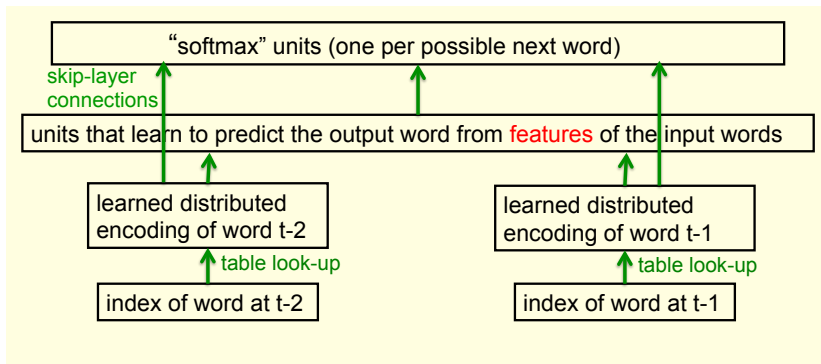 “softmax” units (one per possible next word)
skip-layer
connections
units that learn to predict the output word from features of the input words
learned distributed
encoding of word t-2
learned distributed
encoding of word t-1
table look-up
table look-up
index of word at t-2
index of word at t-1